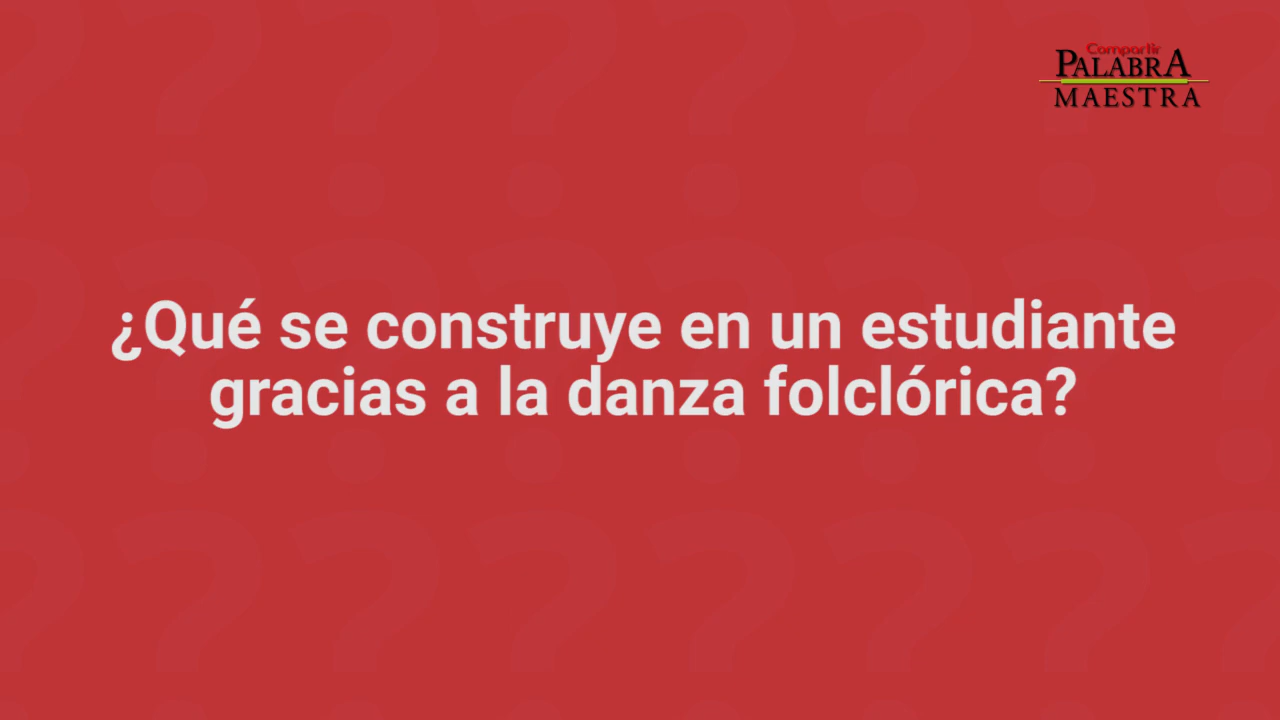 Compartir
PALABRA
MAESTRA
¿Qué se construye en un estudiante
gracias a la danza folclórica?